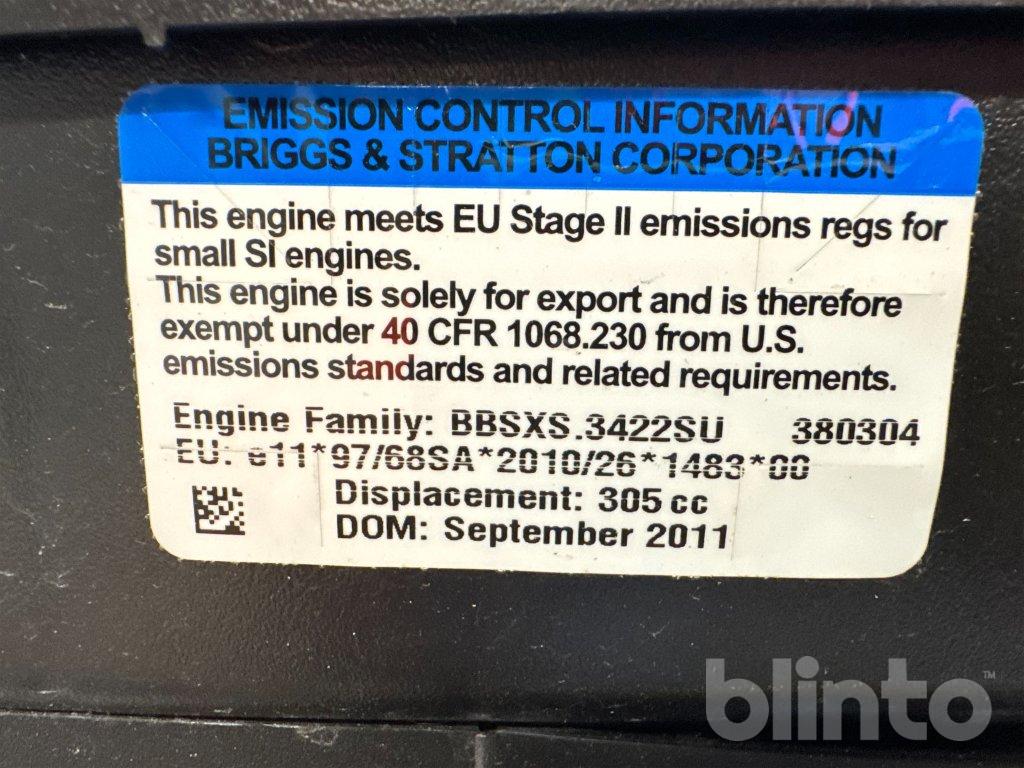 EMISSION CONTROL INFORMATION
BRIGGS & STRATTON CORPORATION
This engine meets EU Stage II emissions regs for
small SI engines.
This engine is solely for export and is therefore
exempt under 40 CFR 1068.230 from U.S.
emissions standards and related requirements.
Engine Family: BBSXS.3422SU 380304
EU: e11*97/68SA*2010/26*1483*00
Displacement: 305 cc
DOM: September 2011
blinto™